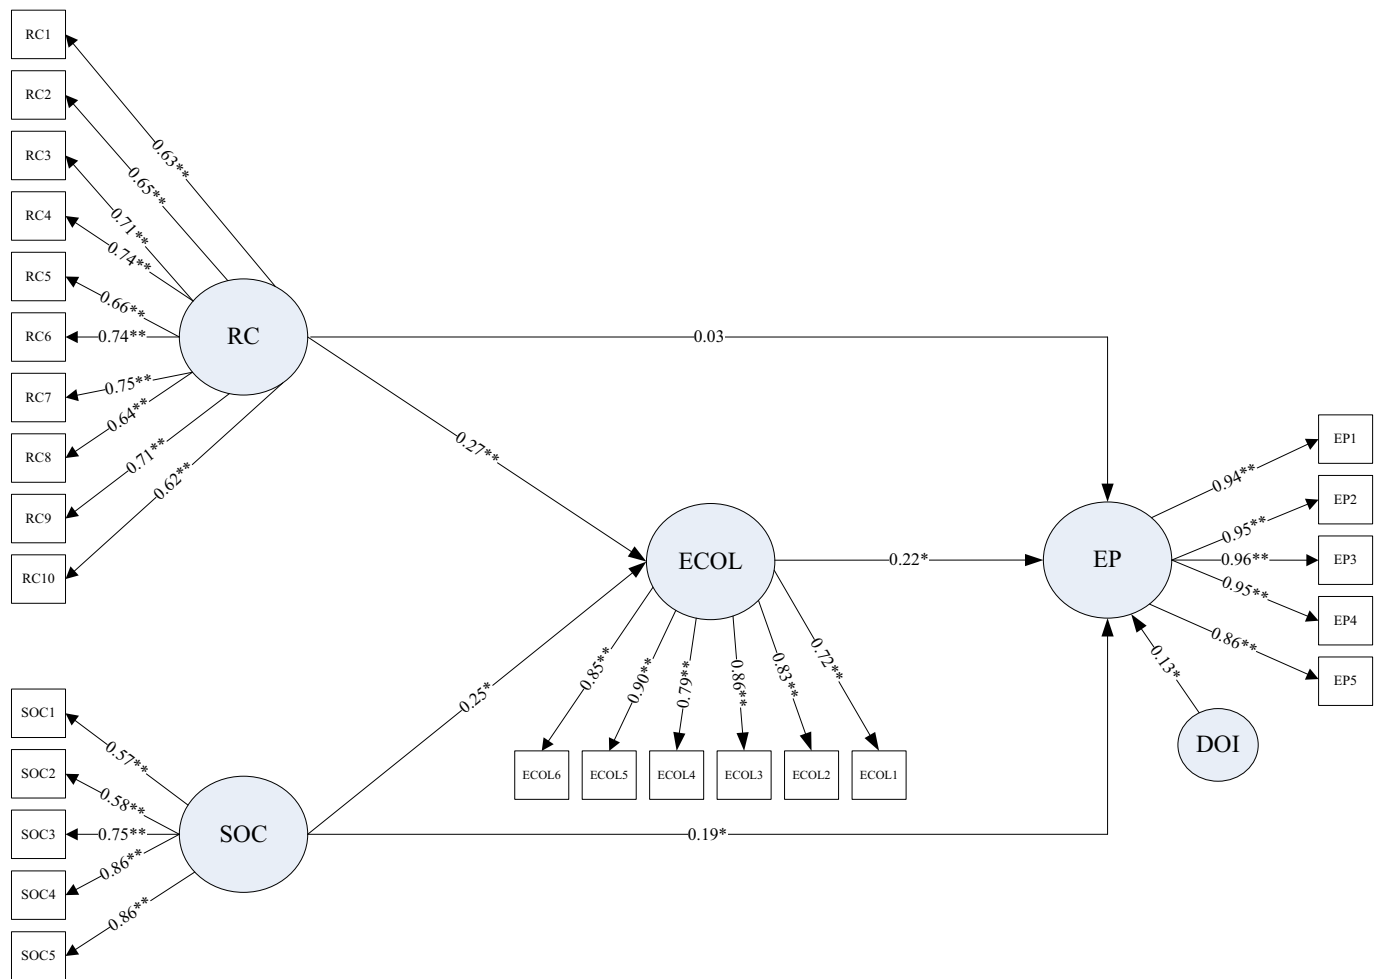 RC1
RC2
RC3
RC4
RC5
RC6
RC7
RC8
RC9
RC10
0.63**
0.65**
0.71**
0.74**
0.66**
0.74**
0.75**
0.64**
0.71**
0.62**
RC
0.03
0.27**
ECOL
0.22*
EP
0.94**
0.95**
0.96**
0.95**
0.86**
EP1
EP2
EP3
EP4
EP5
0.13*
DOI
0.25*
0.85**
0.90**
0.79**
0.86**
0.83**
0.72**
ECOL6
ECOL5
ECOL4
ECOL3
ECOL2
ECOL1
SOC1
SOC2
SOC3
SOC4
SOC5
0.57**
0.58**
0.75**
0.86**
0.86**
SOC
0.19*